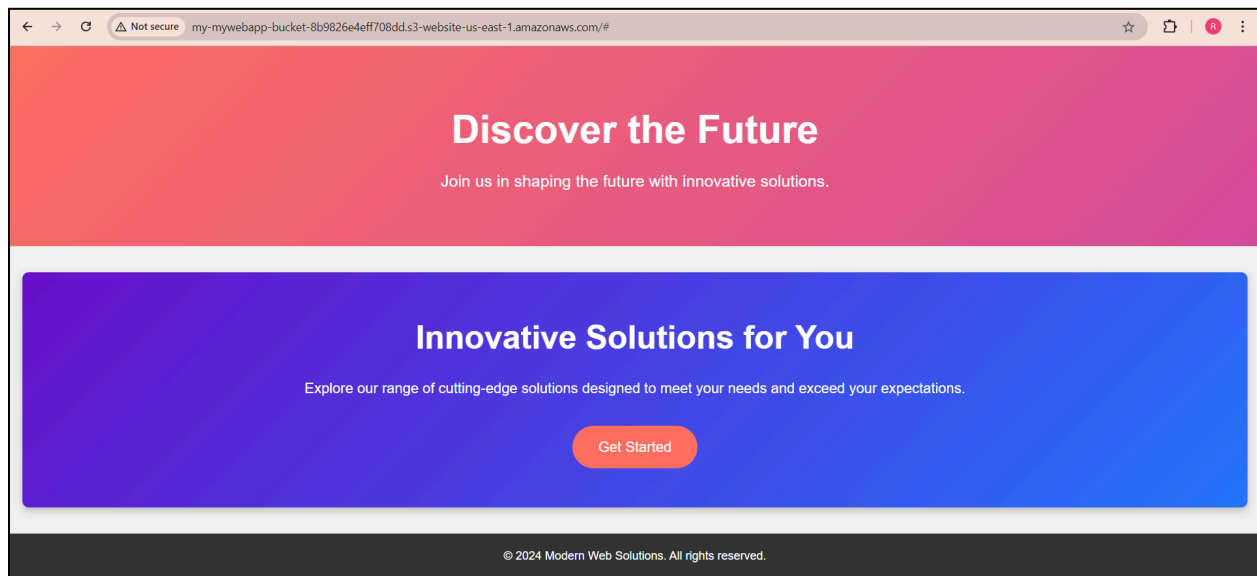 Not secure my-mywebapp-bucket-8b9826e4eff708dd.s3-website-us-east-1.amazonaws.com/#
R
Discover the Future
Join us in shaping the future with innovative solutions.
Innovative Solutions for You
Explore our range of cutting-edge solutions designed to meet your needs and exceed your expectations.
Get Started
© 2024 Modern Web Solutions. All rights reserved.